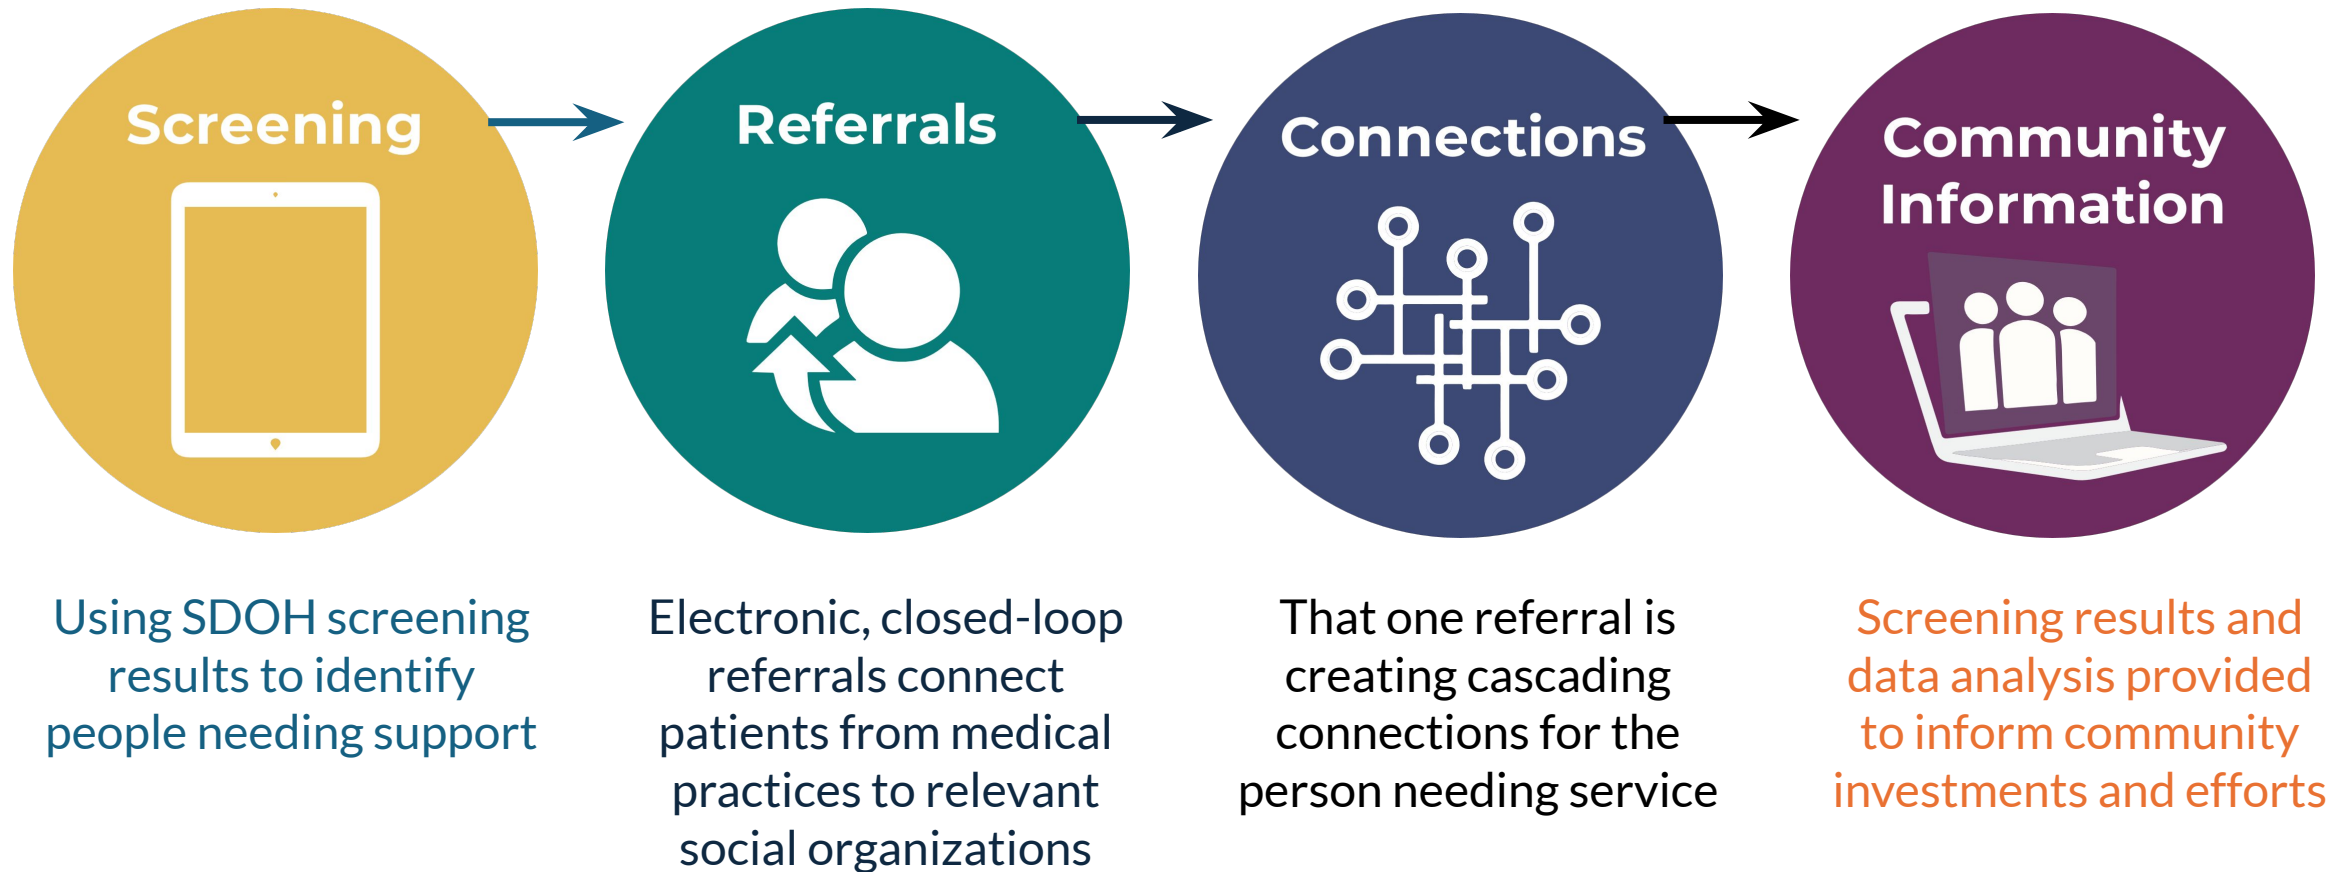 Screening
Using SDOH screening
results to identify
people needing support
Referrals
Electronic, closed-loop
referrals connect
patients from medical
practices to relevant
social organizations
Connections
That one referral is
creating cascading
connections for the
person needing service
Community
Information
Screening results and
data analysis provided
to inform community
investments and efforts